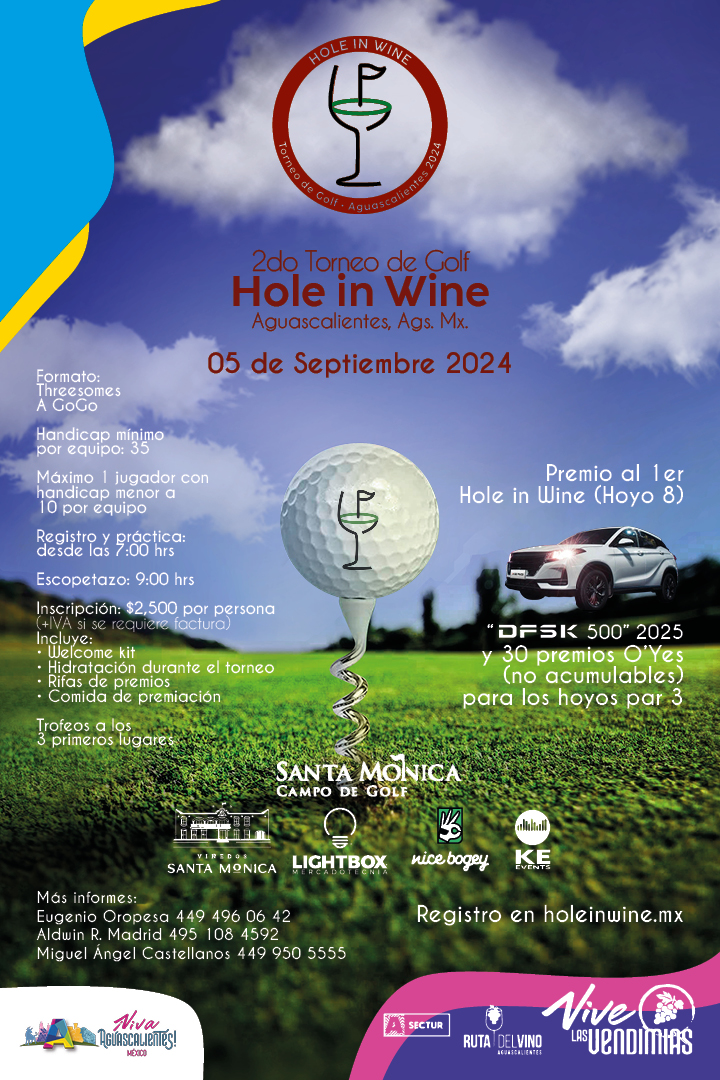 HOLE IN WINE
Torneo de Golf - Aguascalientes 2024
2do Torneo de Golf
Hole in Wine
Aguascalientes, Ags. Mx.
05 de Septiembre 2024
Formato:
Threesomes
A GoGo
Handicap mínimo
por equipo: 35
Máximo 1 jugador con
handicap menor a
10 por equipo
Registro y práctica:
desde las 7:00 hrs
Escopetazo: 9:00 hrs
Inscripción: $2,500 por persona
(+IVA si se requiere factura)
Incluye:
• Welcome kit
• Hidratación durante el torneo
• Rifas de premios
• Comida de premiación
Trofeos a los
3 primeros lugares
Premio al 1er
Hole in Wine (Hoyo 8)
"DFSK 500" 2025
y 30 premios O'Yes
(no acumulables)
para los hoyos par 3
SANTA MONICA
CAMPO DE GOLF
VIÑEDOS
SANTA MONICA
LIGHTBOX
MERCADOTECNIA
nice bogey
KE
EVENTS
Más informes:
Eugenio Oropesa 449 496 06 42
Aldwin R. Madrid 495 108 4592
Miguel Ángel Castellanos 449 950 5555
Registro en holeinwine.mx
¡Viva
AGUASCALIENTES!
MÉXICO
SECTUR
RUTA DEL VINO
AGUASCALIENTES
Vive
LAS VENDIMIAS